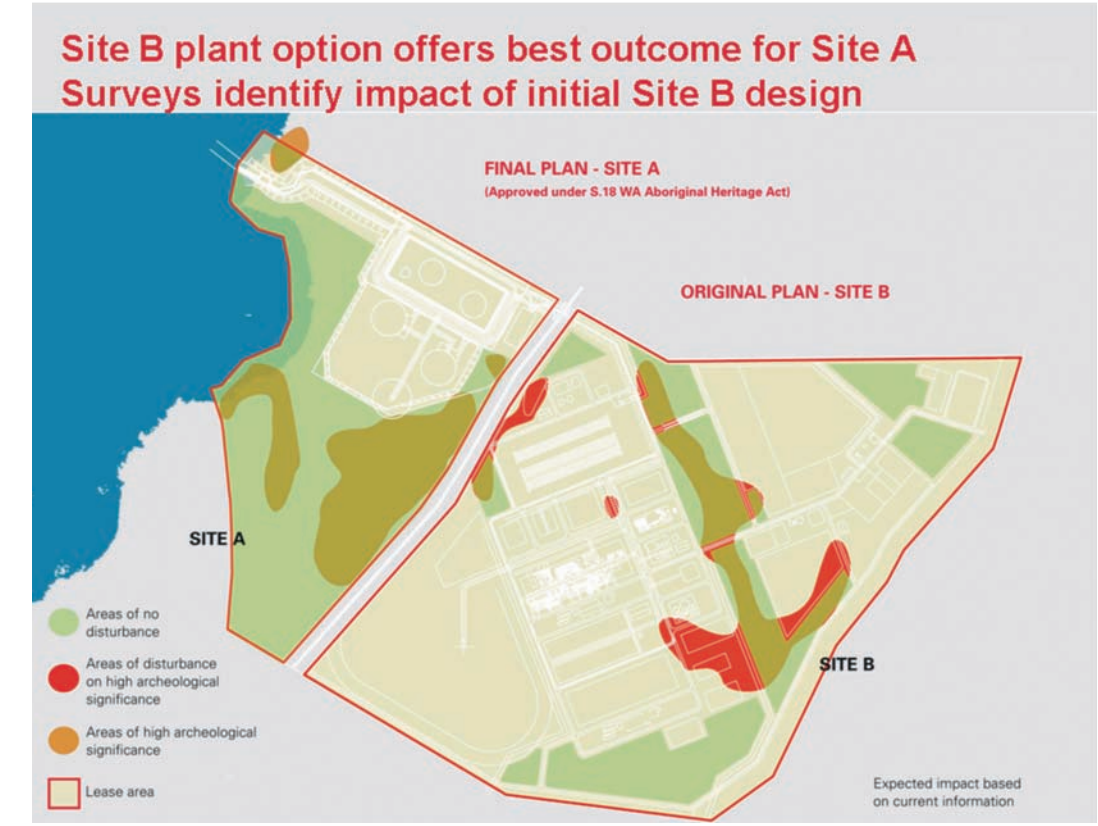 Site B plant option offers best outcome for Site A
Surveys identify impact of initial Site B design
FINAL PLAN - SITE A
(Approved under S.18 WA Aboriginal Heritage Act)
ORIGINAL PLAN - SITE B
SITE A
SITE B
Areas of no
disturbance
Areas of disturbance
on high archeological
significance
Areas of high archeological
significance
Lease area
Expected impact based
on current information